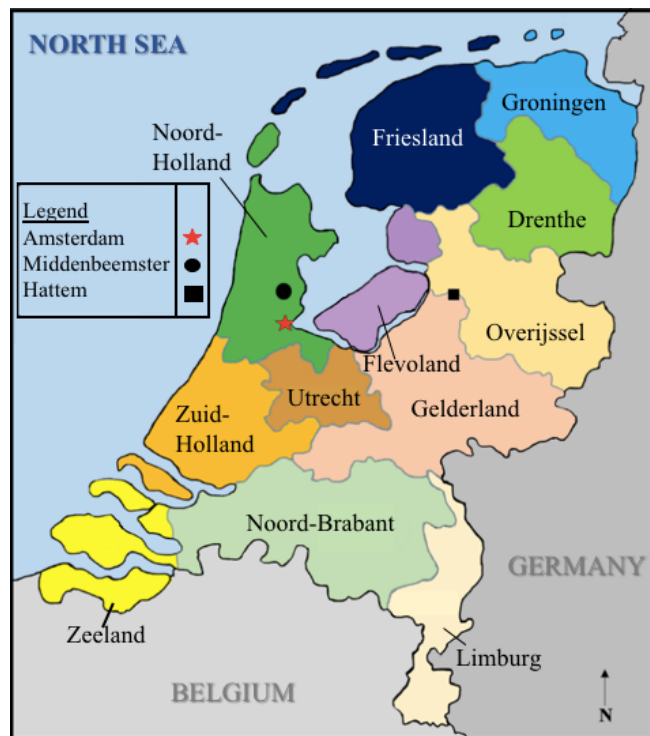 NORTH SEA
Groningen
Noord-
Holland
Friesland
Legend
Amsterdam
Middenbeemster
Hattem
Drenthe
Overijssel
Flevoland
Utrecht
Gelderland
Zuid-
Holland
Noord-Brabant
GERMANY
Zeeland
Limburg
BELGIUM
N